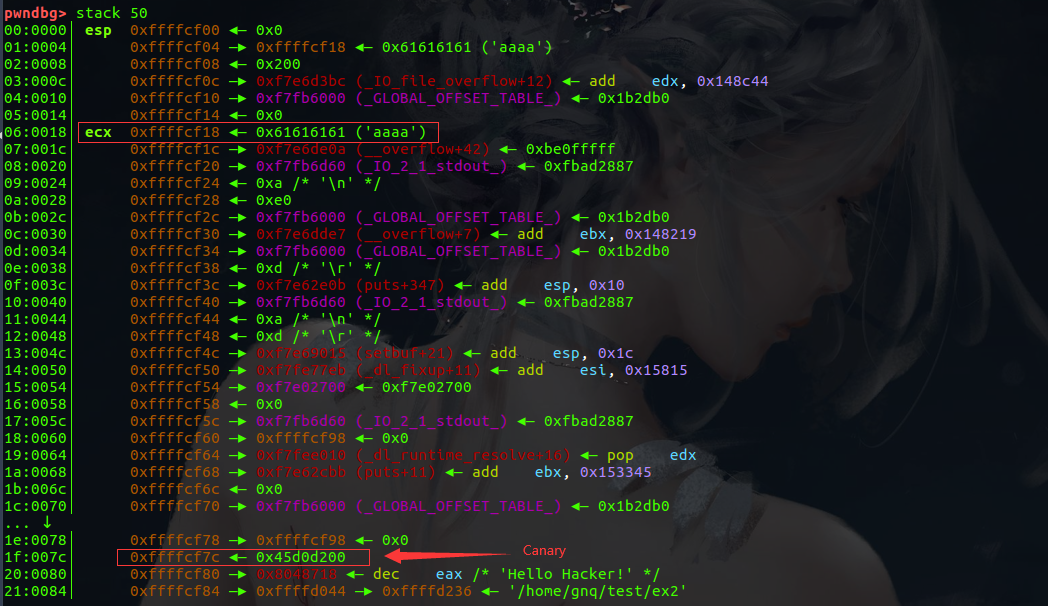 pwndbg> stack 50
00:0000│ esp 0xffffcf00 ◂— 0x0
01:0004│ 0xffffcf04 —▸ 0xffffcf18 ◂— 0x61616161 ('aaaa')
02:0008│ 0xffffcf08 ◂— 0x200
03:000c│ 0xffffcf0c —▸ 0xf7e6d3bc (_IO_file_overflow+12) ◂— add edx, 0x148c44
04:0010│ 0xffffcf10 —▸ 0xf7fb6000 (_GLOBAL_OFFSET_TABLE_) ◂— 0x1b2db0
05:0014│ 0xffffcf14 ◂— 0x0
06:0018│ ecx 0xffffcf18 ◂— 0x61616161 ('aaaa')
07:001c│ 0xffffcf1c —▸ 0xf7e6de0a (__overflow+42) ◂— 0xbe0fffff
08:0020│ 0xffffcf20 —▸ 0xf7fb6d60 (_IO_2_1_stdout_) ◂— 0xfbad2887
09:0024│ 0xffffcf24 ◂— 0xa /* '\n' */
0a:0028│ 0xffffcf28 ◂— 0xe0
0b:002c│ 0xffffcf2c —▸ 0xf7fb6000 (_GLOBAL_OFFSET_TABLE_) ◂— 0x1b2db0
0c:0030│ 0xffffcf30 —▸ 0xf7e6dde7 (__overflow+7) ◂— add ebx, 0x148219
0d:0034│ 0xffffcf34 —▸ 0xf7fb6000 (_GLOBAL_OFFSET_TABLE_) ◂— 0x1b2db0
0e:0038│ 0xffffcf38 ◂— 0xd /* '\r' */
0f:003c│ 0xffffcf3c —▸ 0xf7e62e0b (puts+347) ◂— add esp, 0x10
10:0040│ 0xffffcf40 —▸ 0xf7fb6d60 (_IO_2_1_stdout_) ◂— 0xfbad2887
11:0044│ 0xffffcf44 ◂— 0xa /* '\n' */
12:0048│ 0xffffcf48 ◂— 0xd /* '\r' */
13:004c│ 0xffffcf4c —▸ 0xf7e69015 (setbuf+21) ◂— add esp, 0x1c
14:0050│ 0xffffcf50 —▸ 0xf7fe77eb (_dl_fixup+11) ◂— add esi, 0x15815
15:0054│ 0xffffcf54 —▸ 0xf7e02700 ◂— 0xf7e02700
16:0058│ 0xffffcf58 ◂— 0x0
17:005c│ 0xffffcf5c —▸ 0xf7fb6d60 (_IO_2_1_stdout_) ◂— 0xfbad2887
18:0060│ 0xffffcf60 —▸ 0xffffcf98 ◂— 0x0
19:0064│ 0xffffcf64 —▸ 0xf7fee010 (_dl_runtime_resolve+16) ◂— pop edx
1a:0068│ 0xffffcf68 —▸ 0xf7e62cbb (puts+11) ◂— add ebx, 0x153345
1b:006c│ 0xffffcf6c ◂— 0x0
1c:0070│ 0xffffcf70 —▸ 0xf7fb6000 (_GLOBAL_OFFSET_TABLE_) ◂— 0x1b2db0
... ↓
1e:0078│ 0xffffcf78 —▸ 0xffffcf98 ◂— 0x0
1f:007c│ 0xffffcf7c ◂— 0x45d0d200 Canary
20:0080│ 0xffffcf80 —▸ 0x8048718 ◂— dec eax /* 'Hello Hacker!' */
21:0084│ 0xffffcf84 —▸ 0xffffd044 —▸ 0xffffd236 ◂— '/home/gnq/test/ex2'